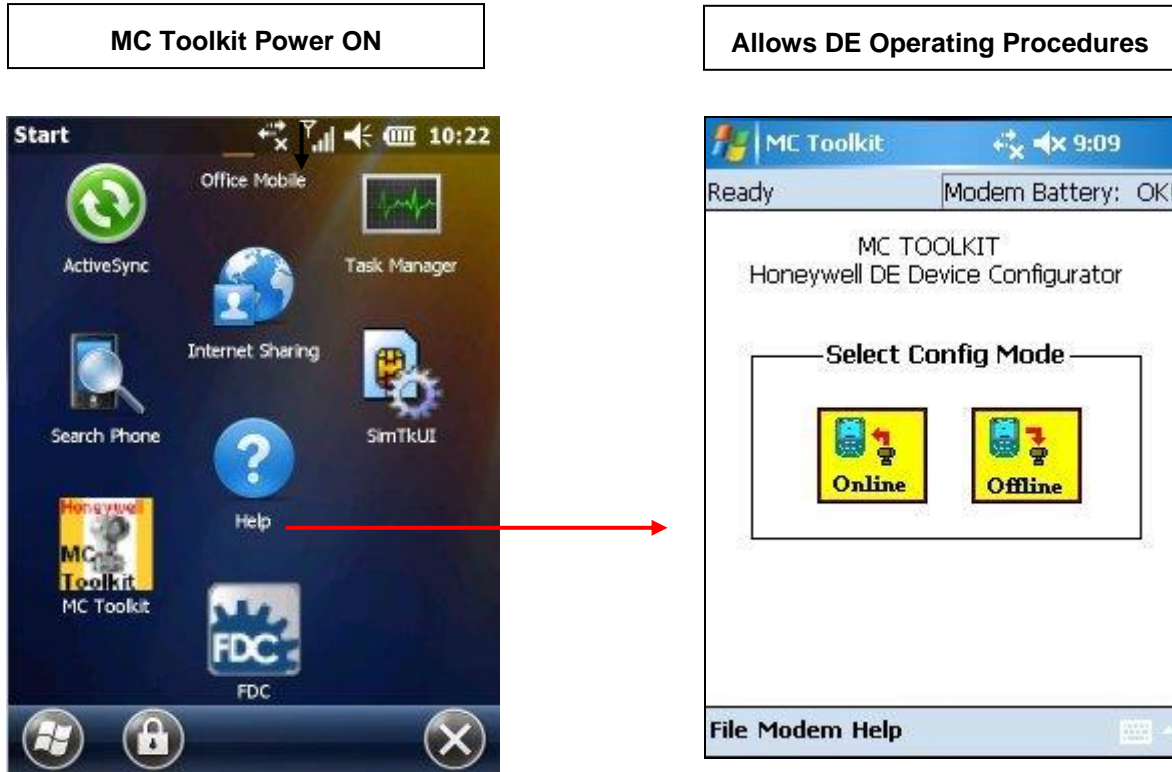 MC Toolkit Power ON
Allows DE Operating Procedures
Start
10:22
Office Mobile
ActiveSync
Task Manager
Internet Sharing
Search Phone
SimTkUI
Help
Honeywell
MC
Toolkit
MC Toolkit
FDC
FDC
MC Toolkit
9:09
Ready
Modem Battery: OK
MC TOOLKIT
Honeywell DE Device Configurator
Select Config Mode
Online
Offline
File Modem Help